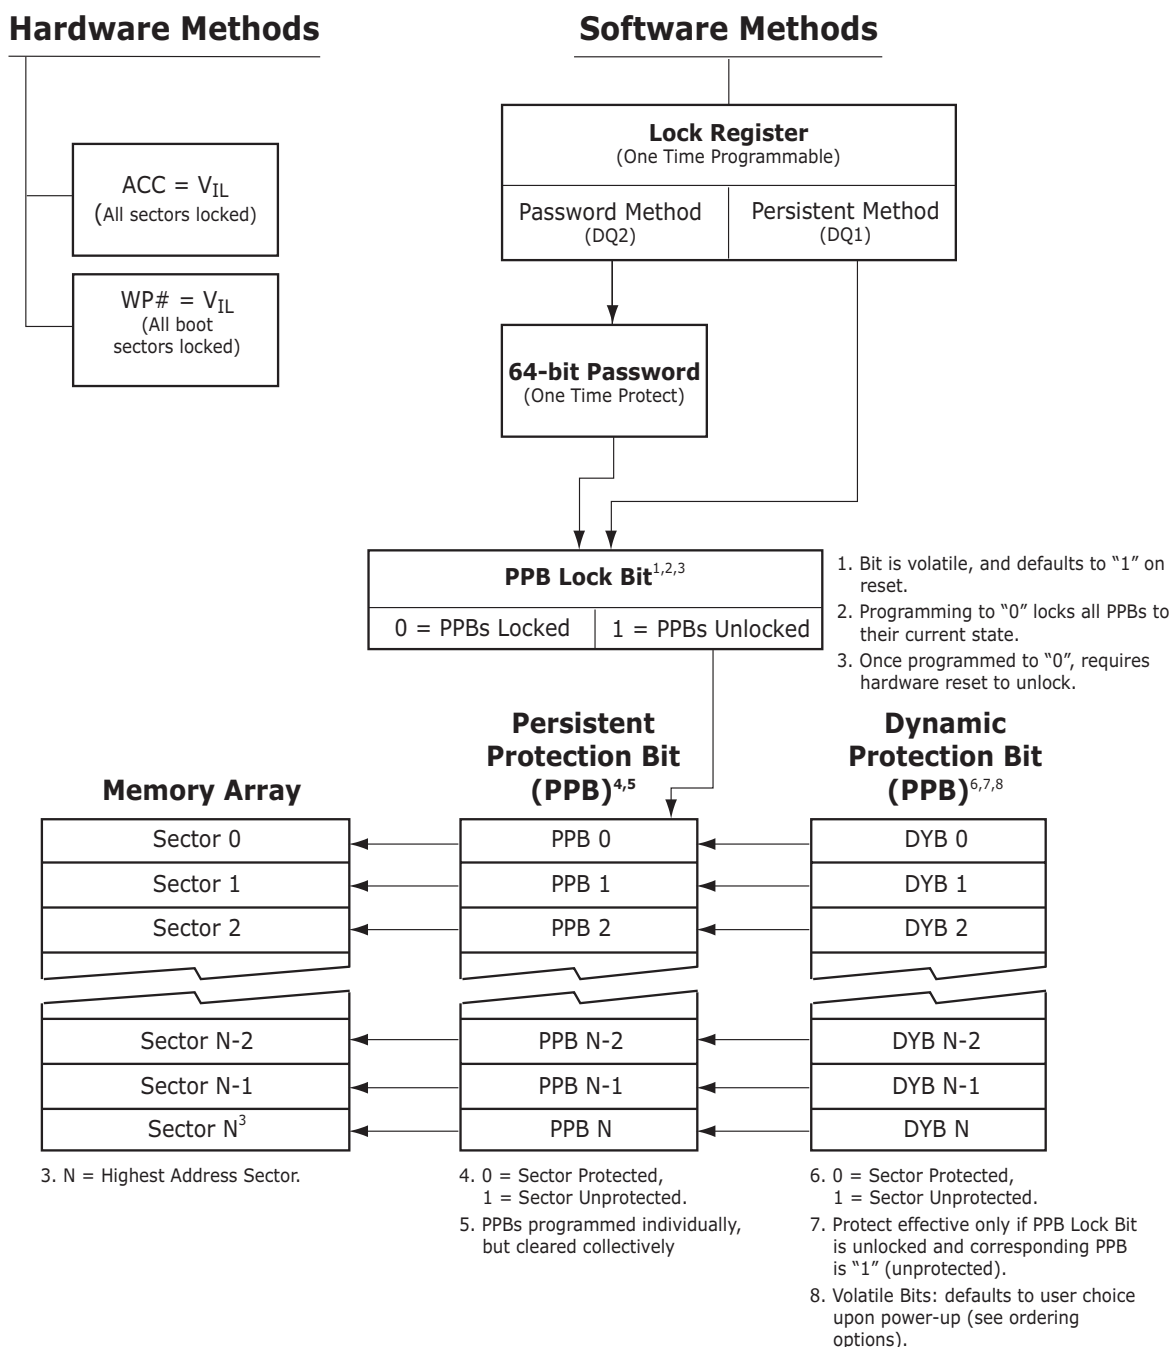 Hardware Methods
Software Methods
ACC = VIL
(All sectors locked)
WP# = VIL
(All boot
sectors locked)
Lock Register
(One Time Programmable)
Password Method
(DQ2)
Persistent Method
(DQ1)
64-bit Password
(One Time Protect)
PPB Lock Bit1,2,3
0 = PPBs Locked
1 = PPBs Unlocked
1. Bit is volatile, and defaults to “1” on
reset.
2. Programming to “0” locks all PPBs to
their current state.
3. Once programmed to “0”, requires
hardware reset to unlock.
Memory Array
Persistent
Protection Bit
(PPB)4,5
Dynamic
Protection Bit
(PPB)6,7,8
Sector 0
PPB 0
DYB 0
Sector 1
PPB 1
DYB 1
Sector 2
PPB 2
DYB 2
Sector N-2
PPB N-2
DYB N-2
Sector N-1
PPB N-1
DYB N-1
Sector N3
PPB N
DYB N
3. N = Highest Address Sector.
4. 0 = Sector Protected,
1 = Sector Unprotected.
5. PPBs programmed individually,
but cleared collectively
6. 0 = Sector Protected,
1 = Sector Unprotected.
7. Protect effective only if PPB Lock Bit
is unlocked and corresponding PPB
is “1” (unprotected).
8. Volatile Bits: defaults to user choice
upon power-up (see ordering
options).